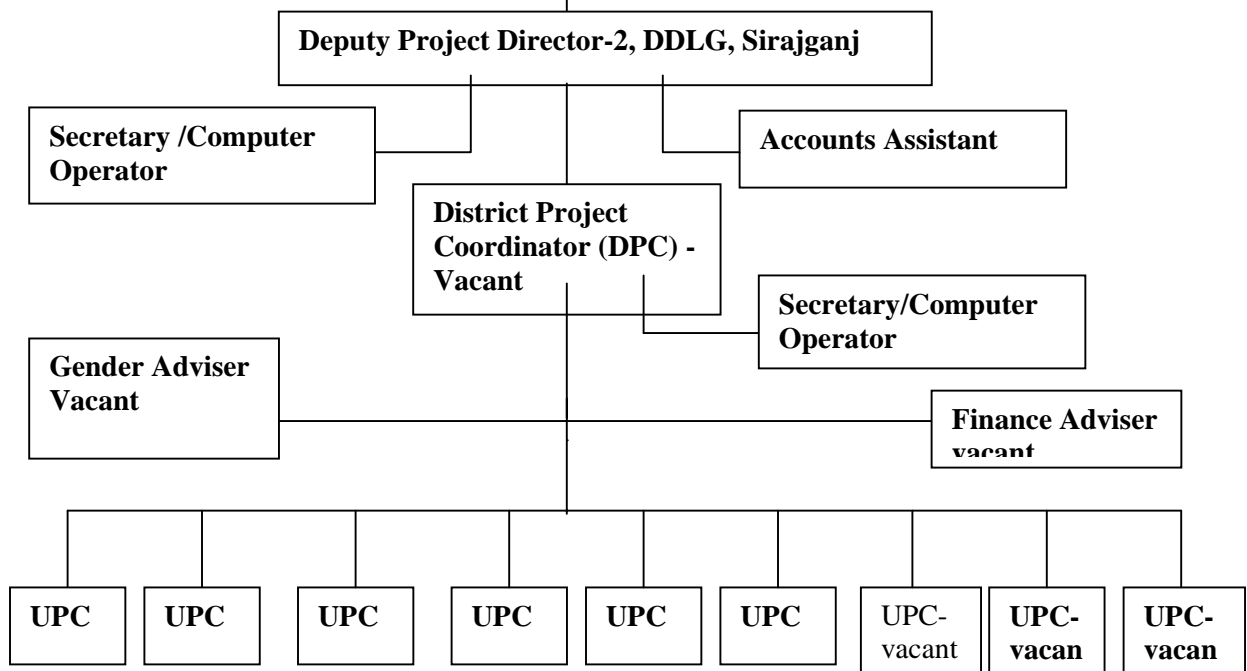 Deputy Project Director-2, DDLG, Sirajganj
Secretary /Computer
Operator
Accounts Assistant
District Project
Coordinator (DPC) -
Vacant
Secretary/Computer
Operator
Gender Adviser
Vacant
Finance Adviser
vacant
UPC
UPC
UPC
UPC
UPC
UPC
UPC-
vacant
UPC-
vacan
UPC-
vacan